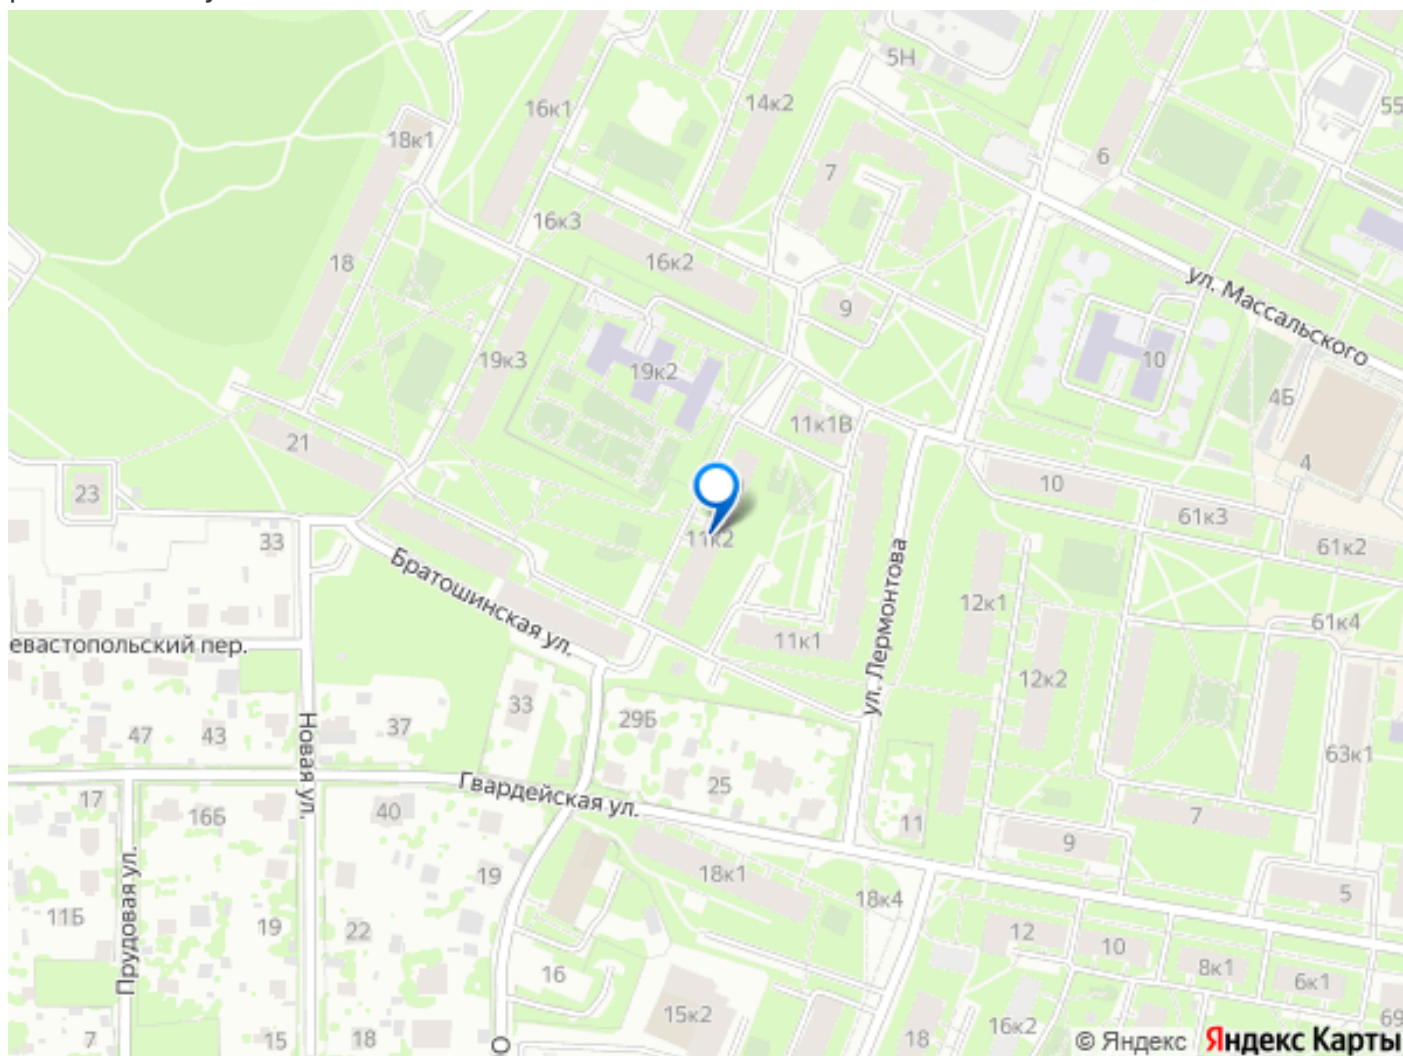 5Н
55
14к2
16к1
18к1
6
7
16к3
18
16к2
ул. Массальского
9
19к3
19к2
10
4Б
11к1В
21
4
10
23
61к3
33
11к2
61к2
Братошинская ул.
ул. Лермонтова
12к1
61к4
евастопольский пер.
11к1
12к2
33
29Б
47
43
37
Новая ул.
63к1
25
Гвардейская ул.
17
16Б
40
11
7
9
18к1
19
5
18к4
Прудовая ул.
11Б
19
22
12
10
16
8к1
6к1
15к2
69
7
15
18
О
18
16к2
© Яндекс
Яндекс Карты